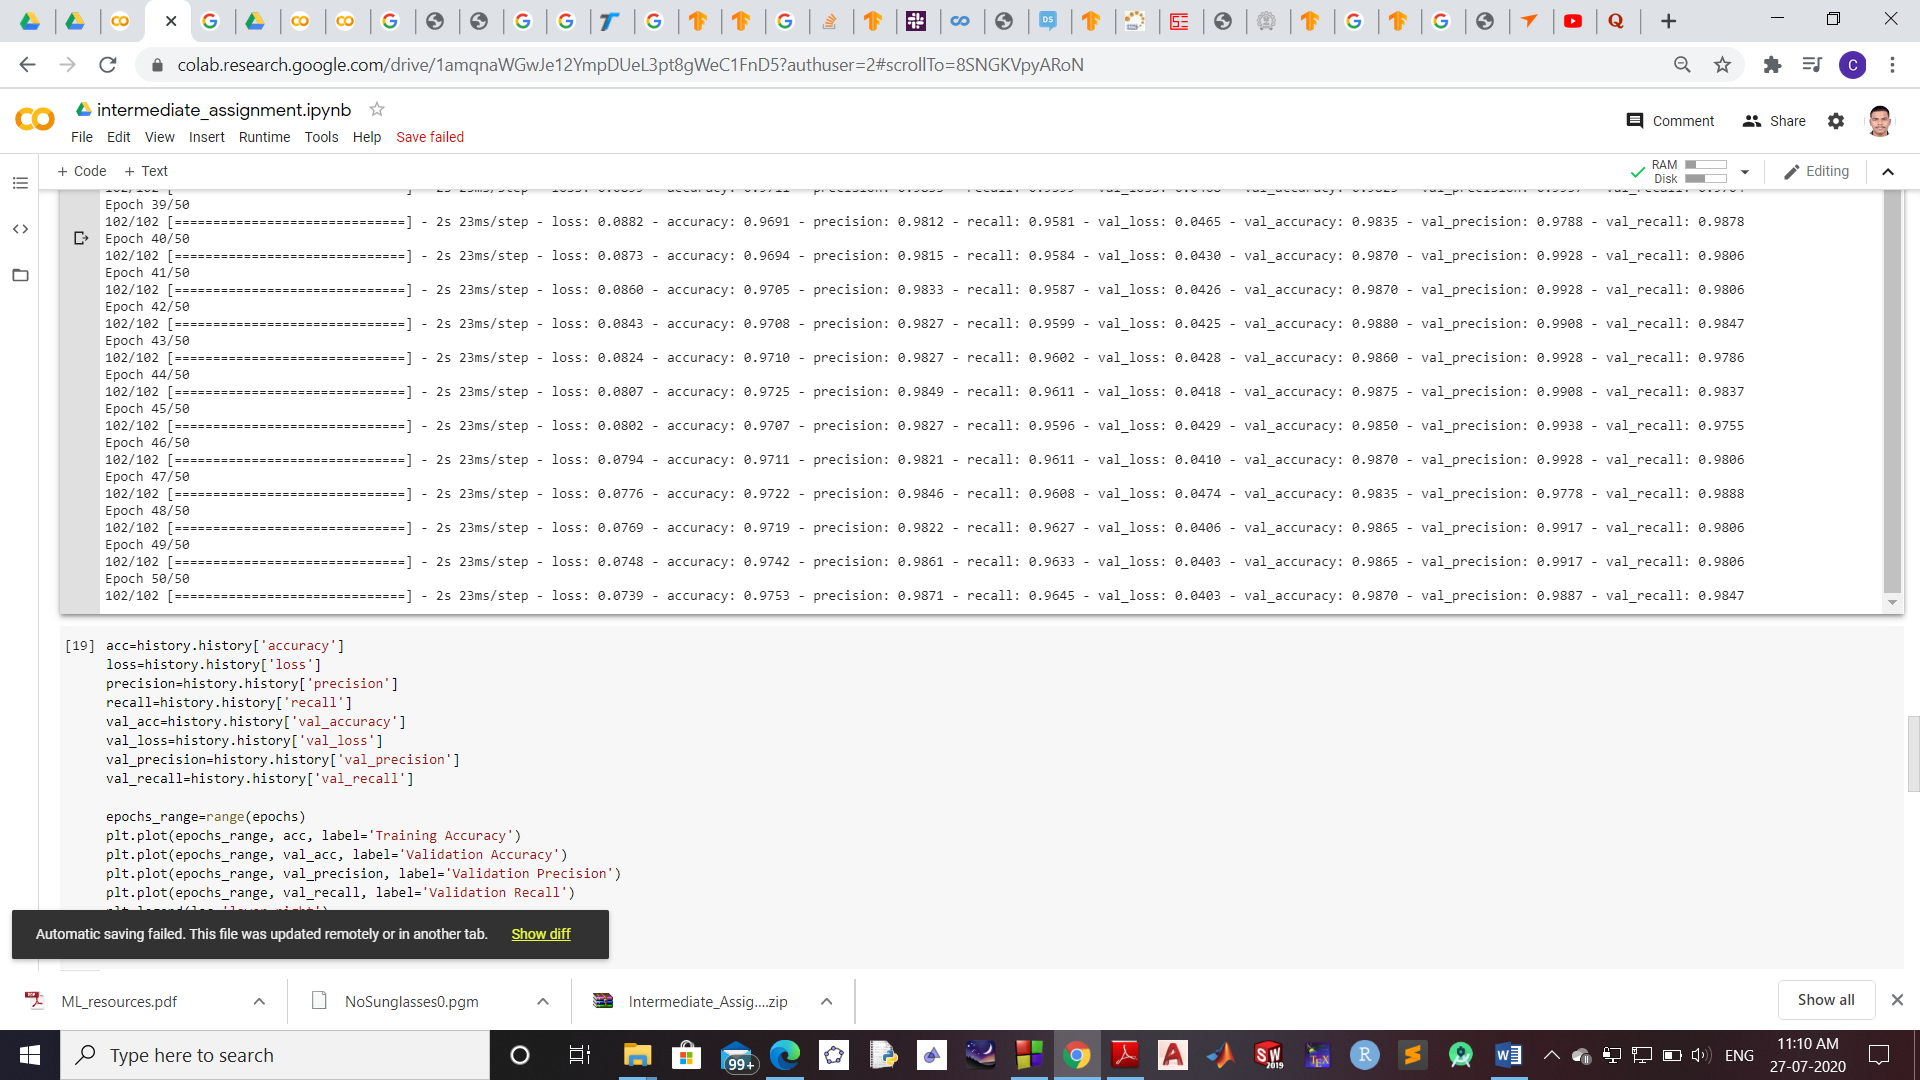 colab.research.google.com/drive/1amqnaWGwJe12YmpDUeL3pt8gWeC1FnD5?authuser=2#scrollTo=8SNGKVpyARoN
C
intermediate_assignment.ipynb
File Edit View Insert Runtime Tools Help Save failed
Comment Share
+ Code + Text
RAM
Disk
Editing
Epoch 39/50
102/102 [==============================] - 2s 23ms/step - loss: 0.0882 - accuracy: 0.9691 - precision: 0.9812 - recall: 0.9581 - val_loss: 0.0465 - val_accuracy: 0.9835 - val_precision: 0.9788 - val_recall: 0.9878
Epoch 40/50
102/102 [==============================] - 2s 23ms/step - loss: 0.0873 - accuracy: 0.9694 - precision: 0.9815 - recall: 0.9584 - val_loss: 0.0430 - val_accuracy: 0.9870 - val_precision: 0.9928 - val_recall: 0.9806
Epoch 41/50
102/102 [==============================] - 2s 23ms/step - loss: 0.0860 - accuracy: 0.9705 - precision: 0.9833 - recall: 0.9587 - val_loss: 0.0426 - val_accuracy: 0.9870 - val_precision: 0.9928 - val_recall: 0.9806
Epoch 42/50
102/102 [==============================] - 2s 23ms/step - loss: 0.0843 - accuracy: 0.9708 - precision: 0.9827 - recall: 0.9599 - val_loss: 0.0425 - val_accuracy: 0.9880 - val_precision: 0.9908 - val_recall: 0.9847
Epoch 43/50
102/102 [==============================] - 2s 23ms/step - loss: 0.0824 - accuracy: 0.9710 - precision: 0.9827 - recall: 0.9602 - val_loss: 0.0428 - val_accuracy: 0.9860 - val_precision: 0.9928 - val_recall: 0.9786
Epoch 44/50
102/102 [==============================] - 2s 23ms/step - loss: 0.0807 - accuracy: 0.9725 - precision: 0.9849 - recall: 0.9611 - val_loss: 0.0418 - val_accuracy: 0.9875 - val_precision: 0.9908 - val_recall: 0.9837
Epoch 45/50
102/102 [==============================] - 2s 23ms/step - loss: 0.0802 - accuracy: 0.9707 - precision: 0.9827 - recall: 0.9596 - val_loss: 0.0429 - val_accuracy: 0.9850 - val_precision: 0.9938 - val_recall: 0.9755
Epoch 46/50
102/102 [==============================] - 2s 23ms/step - loss: 0.0794 - accuracy: 0.9711 - precision: 0.9821 - recall: 0.9611 - val_loss: 0.0410 - val_accuracy: 0.9870 - val_precision: 0.9928 - val_recall: 0.9806
Epoch 47/50
102/102 [==============================] - 2s 23ms/step - loss: 0.0776 - accuracy: 0.9722 - precision: 0.9846 - recall: 0.9608 - val_loss: 0.0474 - val_accuracy: 0.9835 - val_precision: 0.9778 - val_recall: 0.9888
Epoch 48/50
102/102 [==============================] - 2s 23ms/step - loss: 0.0769 - accuracy: 0.9719 - precision: 0.9822 - recall: 0.9627 - val_loss: 0.0406 - val_accuracy: 0.9865 - val_precision: 0.9917 - val_recall: 0.9806
Epoch 49/50
102/102 [==============================] - 2s 23ms/step - loss: 0.0748 - accuracy: 0.9742 - precision: 0.9861 - recall: 0.9633 - val_loss: 0.0403 - val_accuracy: 0.9865 - val_precision: 0.9917 - val_recall: 0.9806
Epoch 50/50
102/102 [==============================] - 2s 23ms/step - loss: 0.0739 - accuracy: 0.9753 - precision: 0.9871 - recall: 0.9645 - val_loss: 0.0403 - val_accuracy: 0.9870 - val_precision: 0.9887 - val_recall: 0.9847
[19] acc=history.history['accuracy']
loss=history.history['loss']
precision=history.history['precision']
recall=history.history['recall']
val_acc=history.history['val_accuracy']
val_loss=history.history['val_loss']
val_precision=history.history['val_precision']
val_recall=history.history['val_recall']
epochs_range=range(epochs)
plt.plot(epochs_range, acc, label='Training Accuracy')
plt.plot(epochs_range, val_acc, label='Validation Accuracy')
plt.plot(epochs_range, val_precision, label='Validation Precision')
plt.plot(epochs_range, val_recall, label='Validation Recall')
Automatic saving failed. This file was updated remotely or in another tab. Show diff
ML_resources.pdf
NoSunglasses0.pgm
Intermediate_Assig....zip
Show all
Type here to search
99+
ENG
11:10 AM
27-07-2020